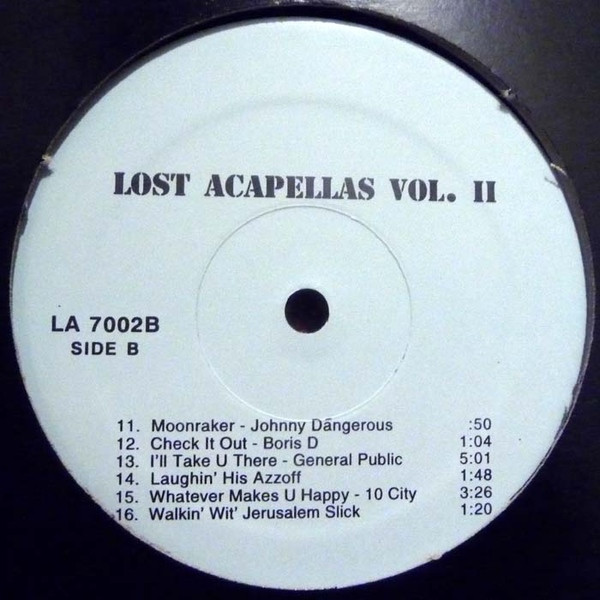 LOST ACAPELLAS VOL. II
LA 7002B
SIDE B
11. Moonraker - Johnny Dangerous :50
12. Check It Out - Boris D 1:04
13. I'll Take U There - General Public 5:01
14. Laughin' His Azzoff 1:48
15. Whatever Makes U Happy - 10 City 3:26
16. Walkin' Wit' Jerusalem Slick 1:20